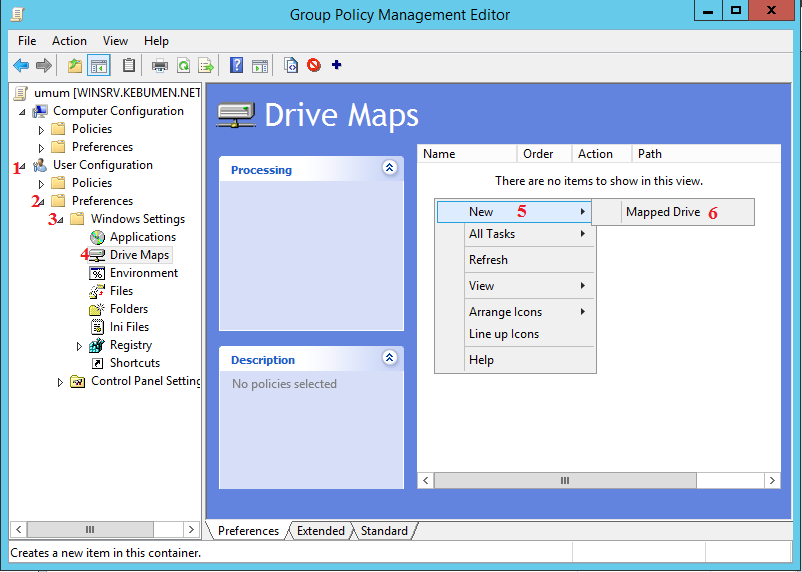 Group Policy Management Editor
File Action View Help
umum [WINSRV.KEBUMEN.NET
Computer Configuration
Policies
Preferences
1 User Configuration
Policies
2 Preferences
3 Windows Settings
Applications
4 Drive Maps
Environment
Files
Folders
Ini Files
Registry
Shortcuts
Control Panel Setting
Drive Maps
Processing
Description
No policies selected
Name Order Action Path
There are no items to show in this view.
New 5
Mapped Drive 6
All Tasks
Refresh
View
Arrange Icons
Line up Icons
Help
Preferences Extended Standard
Creates a new item in this container.